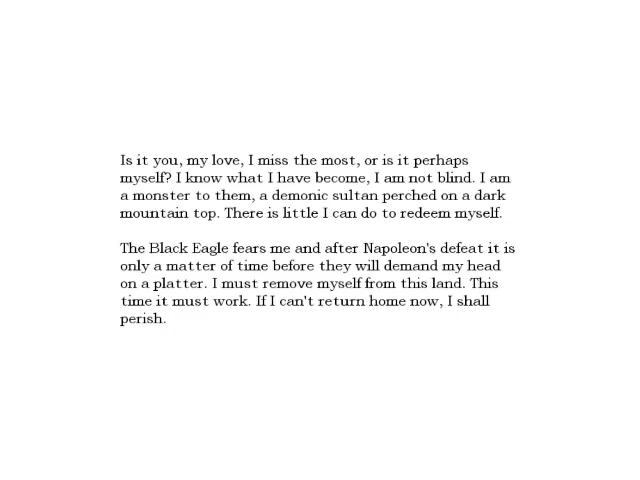 Is it you, my love, I miss the most, or is it perhaps
myself? I know what I have become, I am not blind. I am
a monster to them, a demonic sultan perched on a dark
mountain top. There is little I can do to redeem myself.
The Black Eagle fears me and after Napoleon's defeat it is
only a matter of time before they will demand my head
on a platter. I must remove myself from this land. This
time it must work. If I can't return home now, I shall
perish.